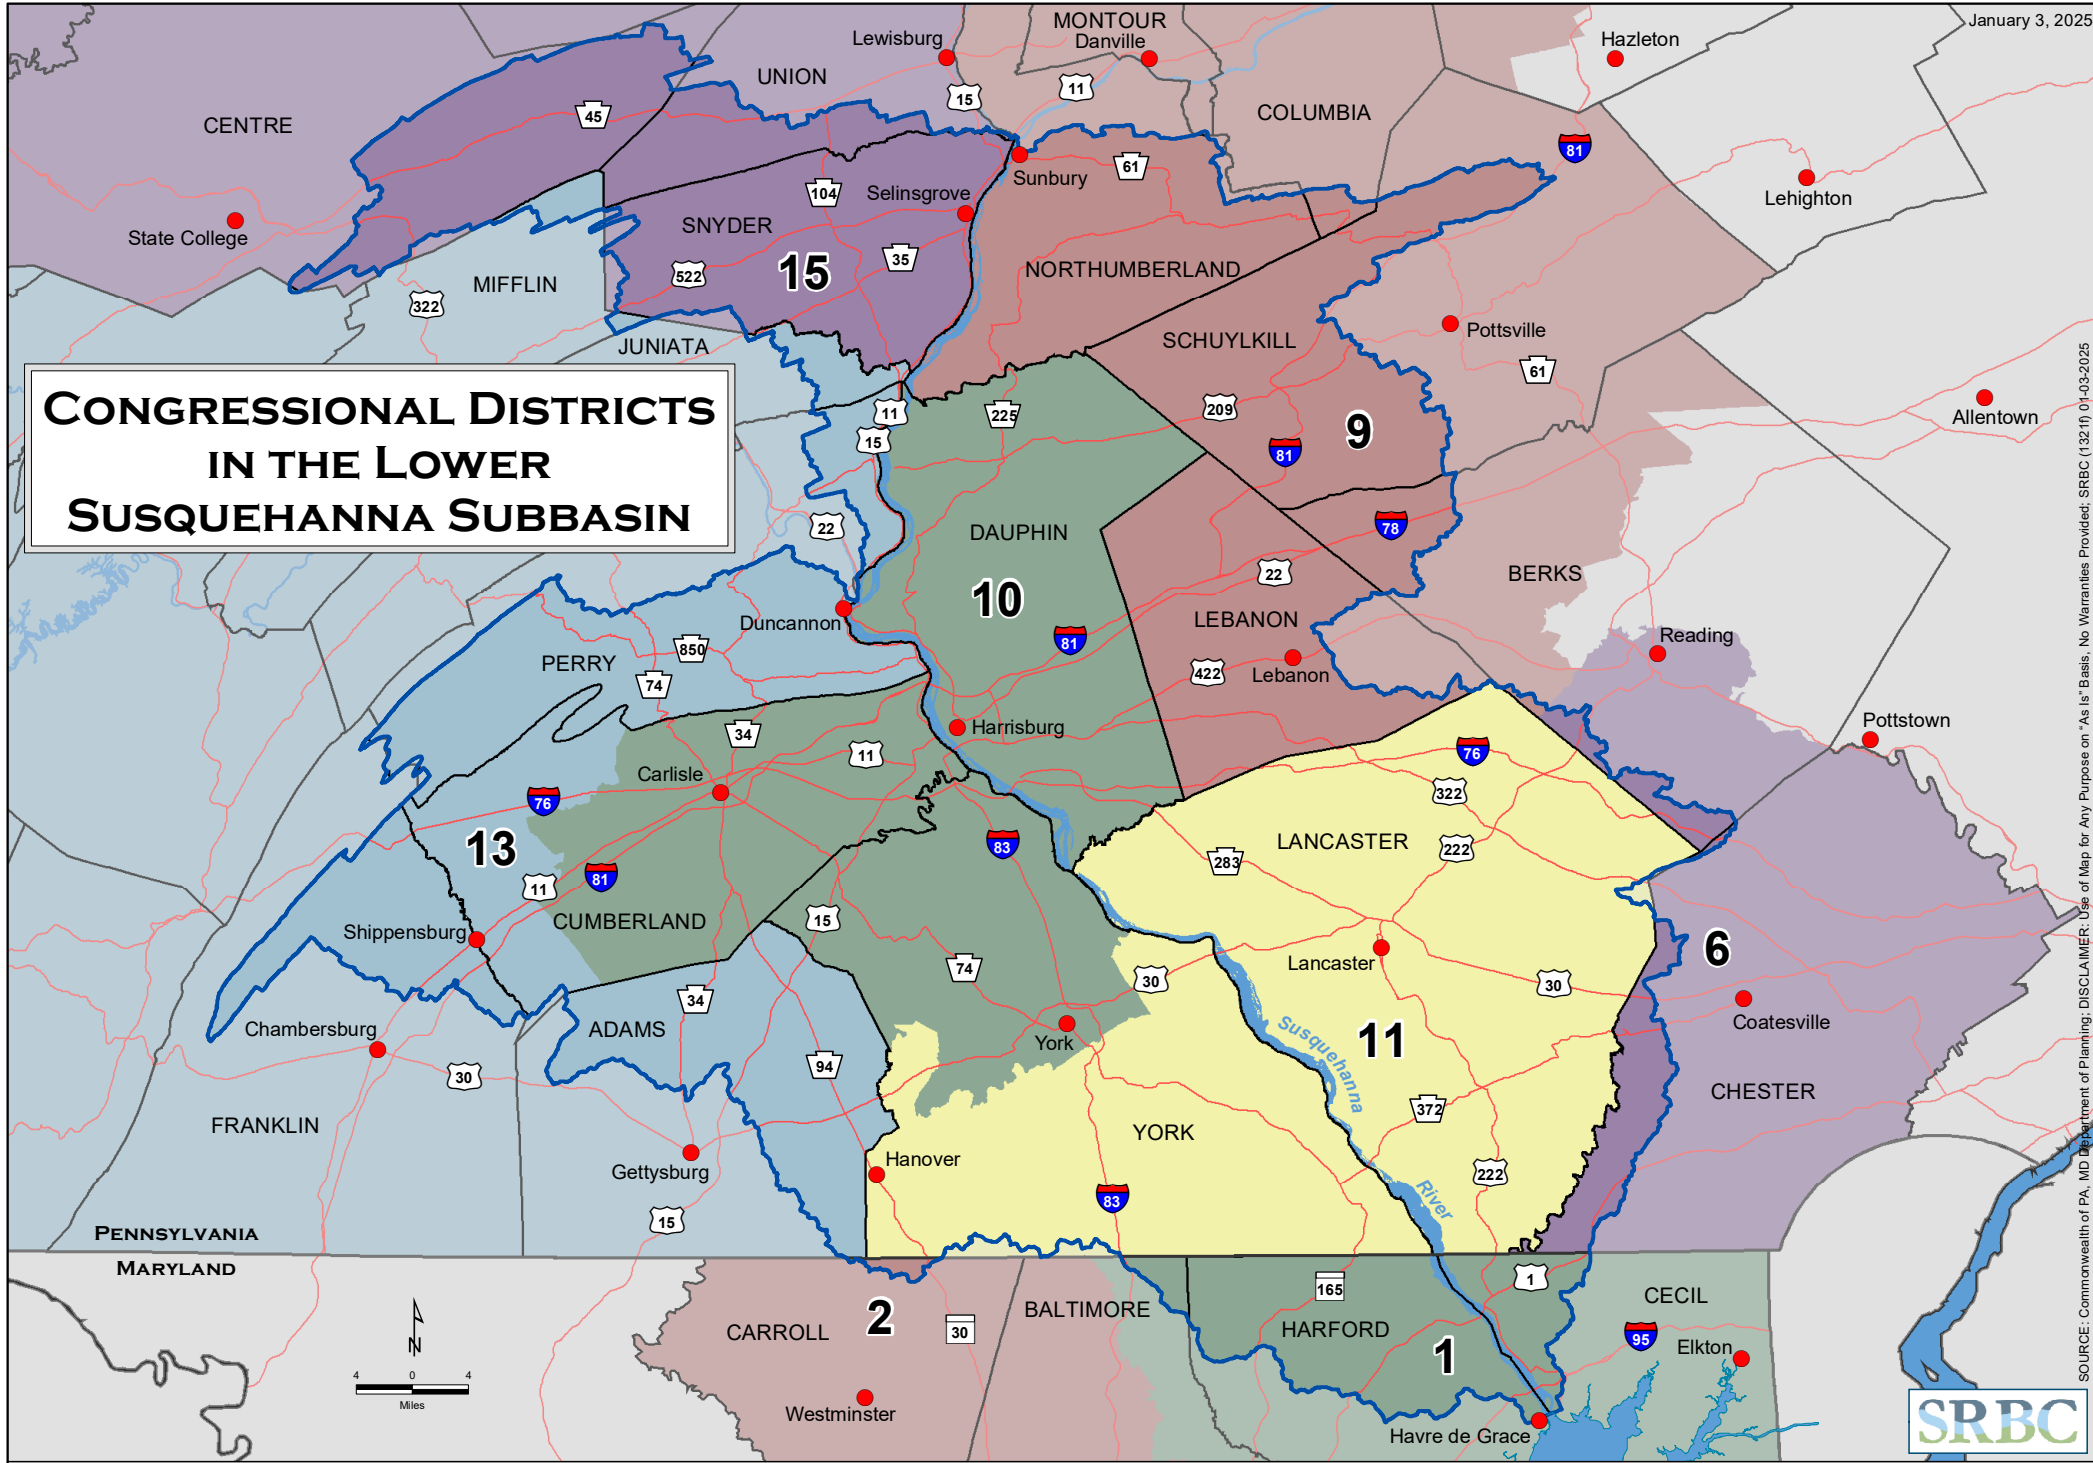 January 3, 2025
MONTOUR
Lewisburg
Danville
Hazleton
UNION
15
11
COLUMBIA
45
CENTRE
81
61
Sunbury
Lehighton
104
Selinsgrove
State College
SNYDER
35
522
15
NORTHUMBERLAND
MIFFLIN
322
Pottsville
SCHUYLKILL
JUNIATA
61
CONGRESSIONAL DISTRICTS
IN THE LOWER
SUSQUEHANNA SUBBASIN
11
225
209
Allentown
15
9
81
22
DAUPHIN
78
22
BERKS
10
Duncannon
LEBANON
81
Reading
850
PERRY
422
Lebanon
74
Pottstown
34
Harrisburg
11
76
Carlisle
322
76
83
LANCASTER
222
13
283
81
11
CUMBERLAND
15
Shippensburg
6
74
Lancaster
30
30
34
Coatesville
Chambersburg
ADAMS
York
Susquehanna
11
94
30
CHESTER
372
FRANKLIN
YORK
Hanover
Gettysburg
222
83
River
15
PENNSYLVANIA
MARYLAND
1
165
CECIL
BALTIMORE
2
CARROLL
30
HARFORD
95
Elkton
1
N
4 0 4
Miles
Westminster
Havre de Grace
SRBC
SOURCE: Commonwealth of PA, MD Department of Planning; DISCLAIMER: Use of Map for Any Purpose on "As Is" Basis, No Warranties Provided; SRBC (1321f) 01-03-2025